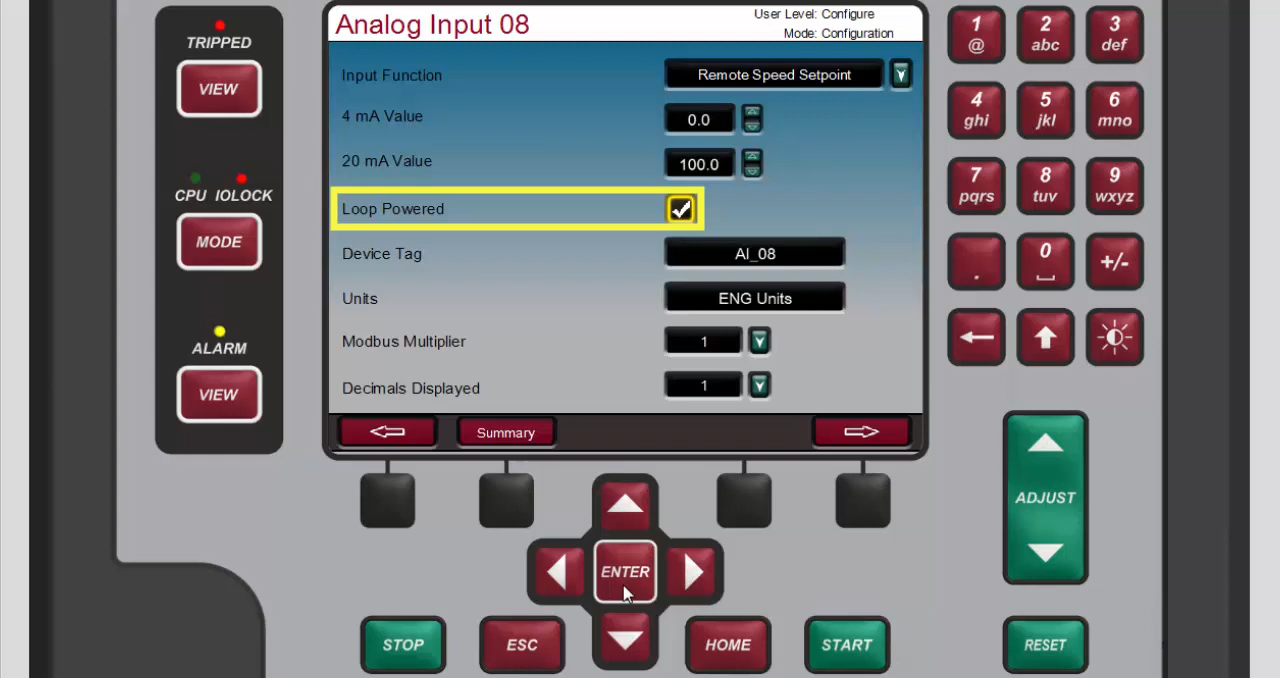 TRIPPED
VIEW
CPU IOLOCK
MODE
ALARM
VIEW
Analog Input 08
User Level: Configure
Mode: Configuration
Input Function
Remote Speed Setpoint
4 mA Value
0.0
20 mA Value
100.0
Loop Powered
Device Tag
AI_08
Units
ENG Units
Modbus Multiplier
1
Decimals Displayed
1
Summary
1
@
2
abc
3
def
4
ghi
5
jkl
6
mno
7
pqrs
8
tuv
9
wxyz
.
0
+/-
ADJUST
ENTER
STOP
ESC
HOME
START
RESET